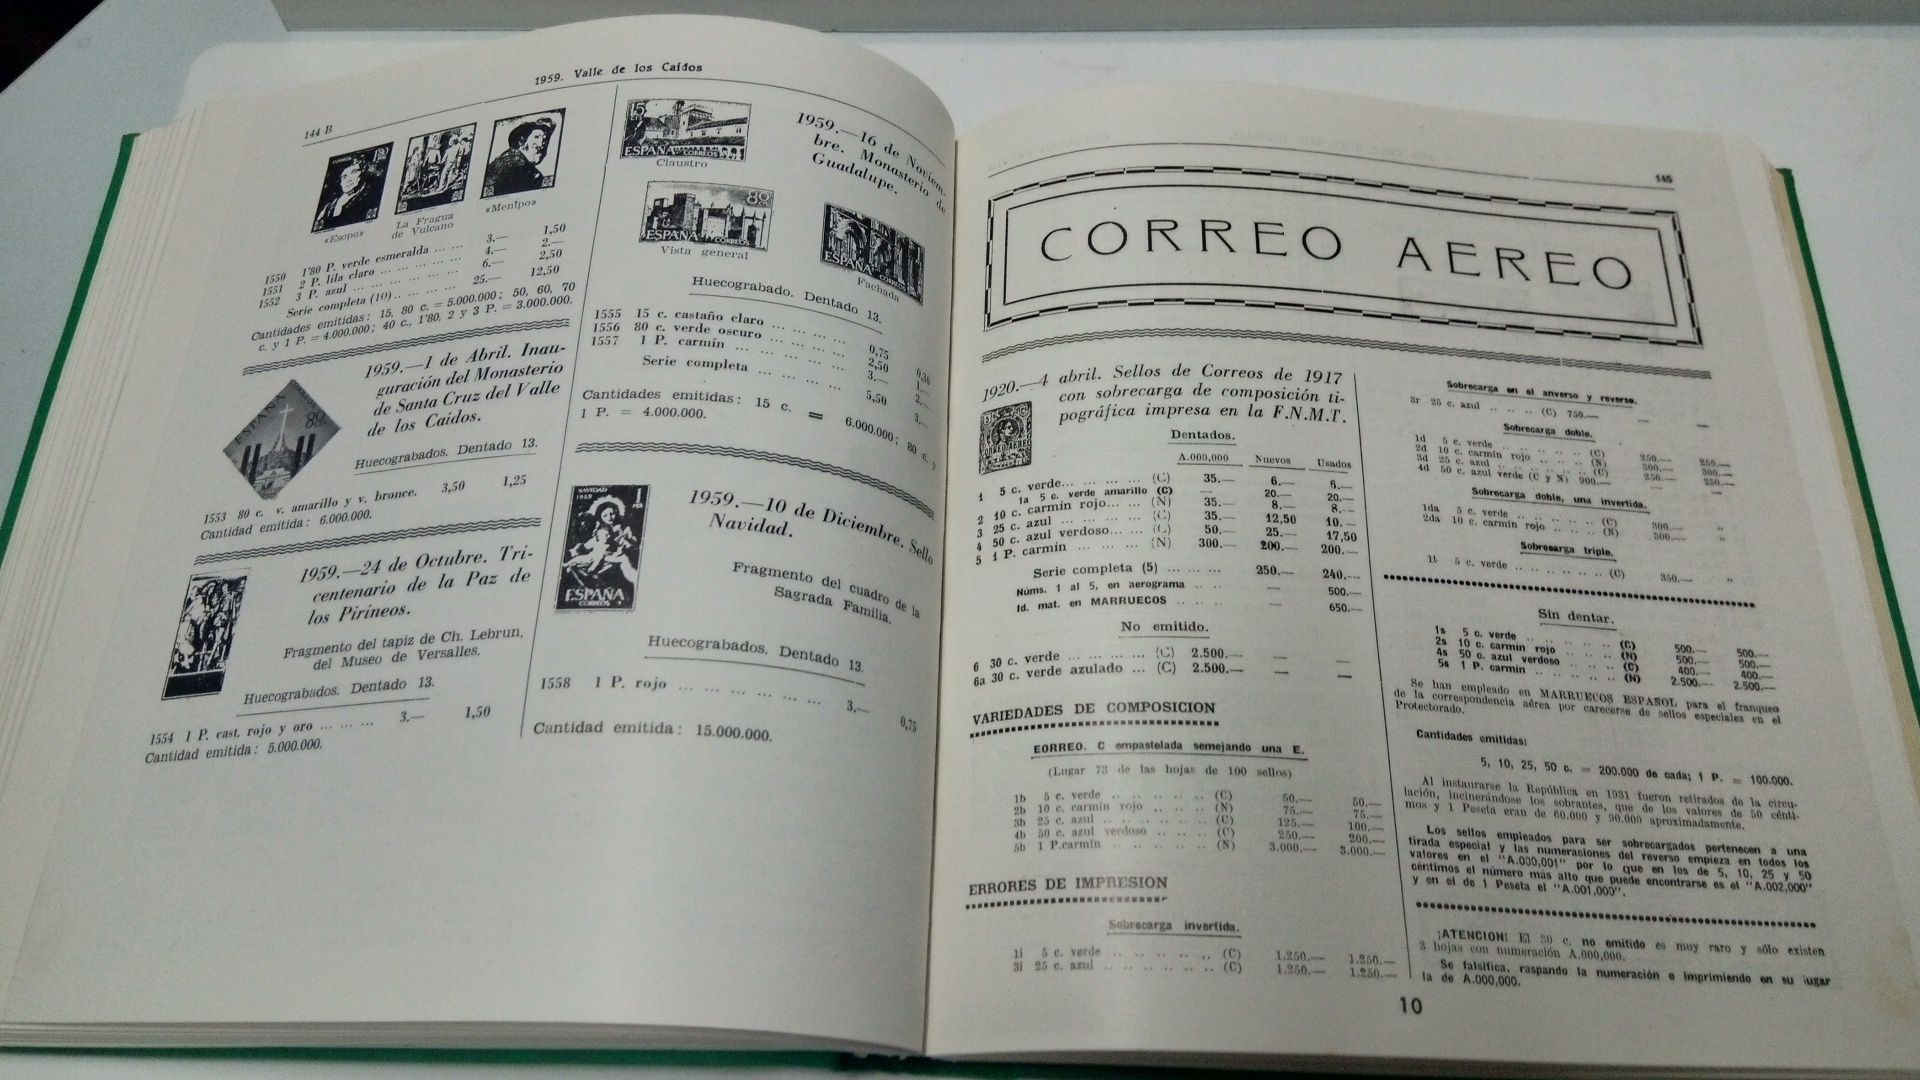 144 B
1959. Valle de los Caídos
«Esopo»
La Fragua
de Vulcano
«Menipo»
1550 1'80 P. verde esmeralda ... ... 3.— 1,50
1551 2 P. lila claro ... ... ... ... ... 4.— 2.—
1552 3 P. azul ... ... ... ... ... ... 6.— 2,50
Serie completa (10) .. ... ... ... 25.— 12,50
Cantidades emitidas: 15, 80 c. = 5.000.000; 50, 60, 70
c. y 1 P. = 4.000.000; 40 c., 1'80, 2 y 3 P. = 3.000.000.
1959.—1 de Abril. Inau-
guración del Monasterio
de Santa Cruz del Valle
de los Caídos.
ESPAÑA
80
Huecograbados. Dentado 13.
1553 80 c. v. amarillo y v. bronce. 3,50 1,25
Cantidad emitida: 6.000.000.
1959.—24 de Octubre. Tri-
centenario de la Paz de
los Pirineos.
Fragmento del tapiz de Ch. Lebrun,
del Museo de Versalles.
Huecograbados. Dentado 13.
1554 1 P. cast. rojo y oro ... ... ... 3.— 1,50
Cantidad emitida: 5.000.000.
15
ESPAÑA CORREOS
Claustro
80
ESPAÑA CORREOS
Vista general
ESPAÑA CORREOS
Fachada
1959.—16 de Noviem-
bre. Monasterio de
Guadalupe.
Huecograbado. Dentado 13.
1555 15 c. castaño claro ... ... ... ... 0,75 0,30
1556 80 c. verde oscuro ... ... ... ... 2,50 1.—
1557 1 P. carmín ... ... ... ... ... 3.— 2.—
Serie completa ... ... ... ... 5,50 3.—
Cantidades emitidas: 15 c. = 6.000.000; 80 c. y
1 P. = 4.000.000.
NAVIDAD
1959
1
PTA
ESPAÑA
CORREOS
1959.—10 de Diciembre. Sello
Navidad.
Fragmento del cuadro de la
Sagrada Familia.
Huecograbados. Dentado 13.
1558 1 P. rojo ... ... ... ... ... ... 3.— 0,75
Cantidad emitida: 15.000.000.
145
CORREO AEREO
1920.—4 abril. Sellos de Correos de 1917
con sobrecarga de composición ti-
pográfica impresa en la F.N.M.T.
CORREO AEREO
Dentados.
A.000,000 Nuevos Usados
1 5 c. verde... ... ... ... (C) 35.— 6.— 6.—
1a 5 c. verde amarillo (C) — 20.— 20.—
2 10 c. carmín rojo... ... (N) 35.— 8.— 8.—
3 25 c. azul ... ... ... ... (C) 35.— 12,50 10.—
4 50 c. azul verdoso... ... (C) 50.— 25.— 17,50
5 1 P. carmín ... ... ... (N) 300.— 200.— 200.—
Serie completa (5) ... ... ... 250.— 240.—
Núms. 1 al 5, en aerograma .. .. — 500.—
Id. mat. en MARRUECOS .. .. .. — 650.—
No emitido.
6 30 c. verde ... ... ... ... (C) 2.500.— — —
6a 30 c. verde azulado ... (C) 2.500.— — —
VARIEDADES DE COMPOSICION
EORREO. C empastelada semejando una E.
(Lugar 73 de las hojas de 100 sellos)
1b 5 c. verde .. .. .. .. .. (C) 50.— 50.—
2b 10 c. carmín rojo .. .. .. (N) 75.— 75.—
3b 25 c. azul .. .. .. .. .. (C) 125.— 100.—
4b 50 c. azul verdoso .. .. .. (C) 250.— 200.—
5b 1 P.carmín .. .. .. .. .. (N) 3.000.— 3.000.—
ERRORES DE IMPRESION
Sobrecarga invertida.
1i 5 c. verde .. .. .. .. .. .. (C) 1.250.— 1.250.—
3i 25 c. azul .. .. .. .. .. .. (C) 1.250.— 1.250.—
Sobrecarga en el anverso y reverso.
3r 25 c. azul .. .. .. (C) 750.— — —
Sobrecarga doble.
1d 5 c. verde .. .. .. .. .. (C) 250.— 250.—
2d 10 c. carmín rojo .. .. .. (N) 300.— 300.—
3d 25 c. azul .. .. .. .. .. (C) 250.— 250.—
4d 50 c. azul verde (C y N) 900.— — —
Sobrecarga doble, una invertida.
1da 5 c. verde .. .. .. .. .. (C) 300.— "
2da 10 c. carmín rojo .. .. .. (N) 300.— "
Sobrecarga triple.
1t 5 c. verde .. .. .. .. .. .. (C) 350.— "
Sin dentar.
1s 5 c. verde .. .. .. .. .. (C) 500.— 500.—
2s 10 c. carmín rojo .. .. .. (N) 500.— 500.—
4s 50 c. azul verdoso .. .. .. (C) 400.— 400.—
5s 1 P. carmín .. .. .. .. .. (N) 2.500.— 2.500.—
Se han empleado en MARRUECOS ESPAÑOL para el franqueo
de la correspondencia aérea por carecerse de sellos especiales en el
Protectorado.
Cantidades emitidas:
5, 10, 25, 50 c. = 200.000 de cada; 1 P. = 100.000.
Al instaurarse la República en 1931 fueron retirados de la circu-
lación, incinerándose los sobrantes, que de los valores de 50 cénti-
mos y 1 Peseta eran de 60.000 y 90.000 aproximadamente.
Los sellos empleados para ser sobrecargados pertenecen a una
tirada especial y las numeraciones del reverso empieza en todos los
valores en el "A.000,001" por lo que en los de 5, 10, 25 y 50
céntimos el número más alto que puede encontrarse es el "A.002,000"
y en el de 1 Peseta el "A.001,000".
¡ATENCION! El 30 c. no emitido es muy raro y sólo existen
3 hojas con numeración A.000,000.
Se falsifica, raspando la numeración e imprimiendo en su lugar
la de A.000,000.
10